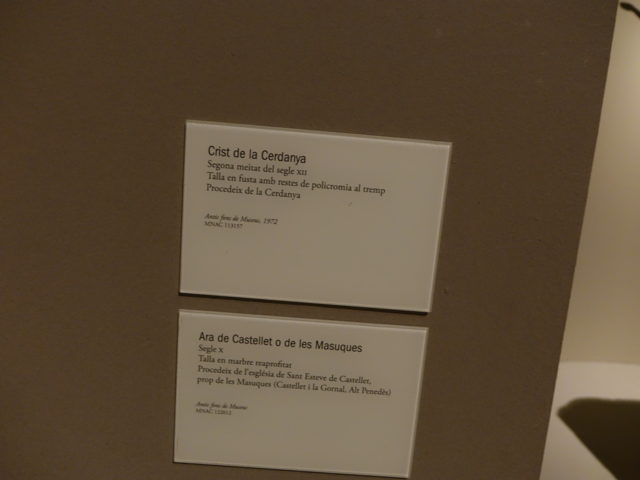 Crist de la Cerdanya
Segona meitat del segle XII
Talla en fusta amb restes de policromia al tremp
Procedeix de la Cerdanya
Antic fons de Museu, 1972
MNAC 113157
Ara de Castellet o de les Masuques
Segle X
Talla en marbre reaprofitat
Procedeix de l'església de Sant Esteve de Castellet,
prop de les Masuques (Castellet i la Gornal, Alt Penedès)
Antic fons de Museu
MNAC